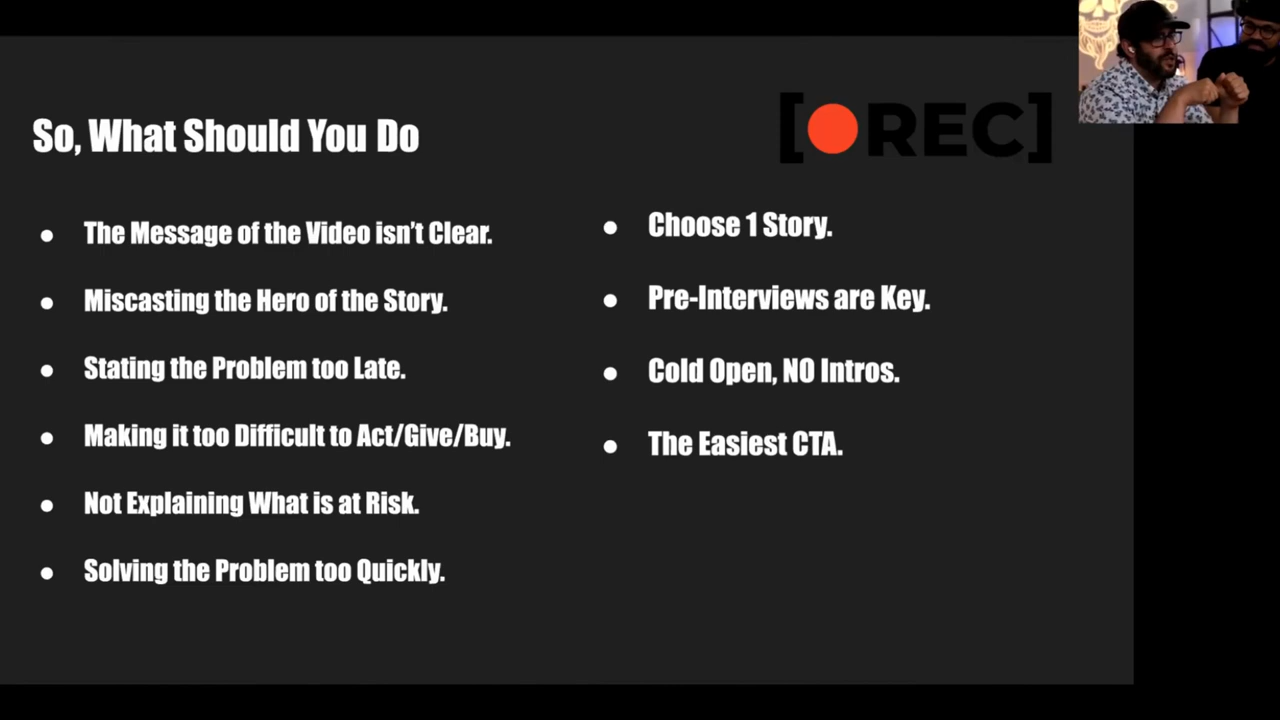 [REC]
So, What Should You Do
The Message of the Video isn’t Clear.
Miscasting the Hero of the Story.
Stating the Problem too Late.
Making it too Difficult to Act/Give/Buy.
Not Explaining What is at Risk.
Solving the Problem too Quickly.
Choose 1 Story.
Pre-Interviews are Key.
Cold Open, NO Intros.
The Easiest CTA.